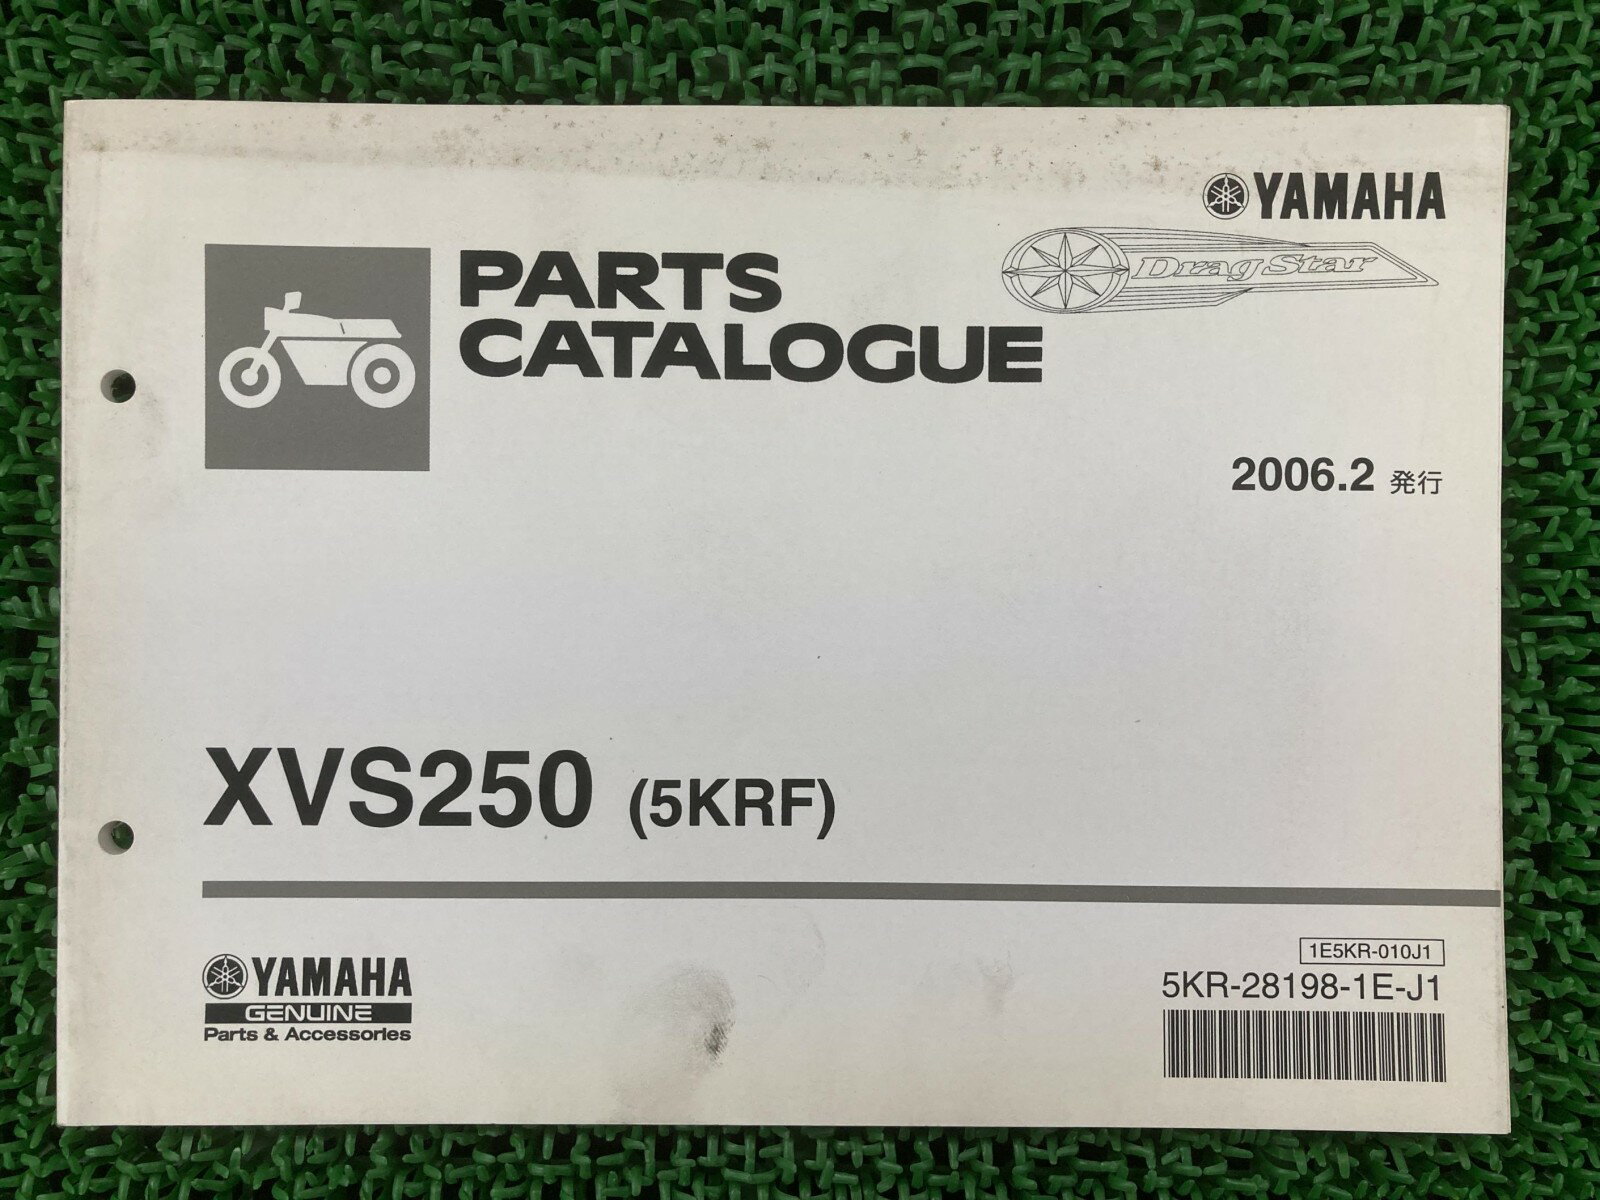 YAMAHA
Drag Star
PARTS
CATALOGUE
2006.2 発行
XVS250 (5KRF)
YAMAHA
GENUINE
Parts & Accessories
1E5KR-010J1
5KR-28198-1E-J1